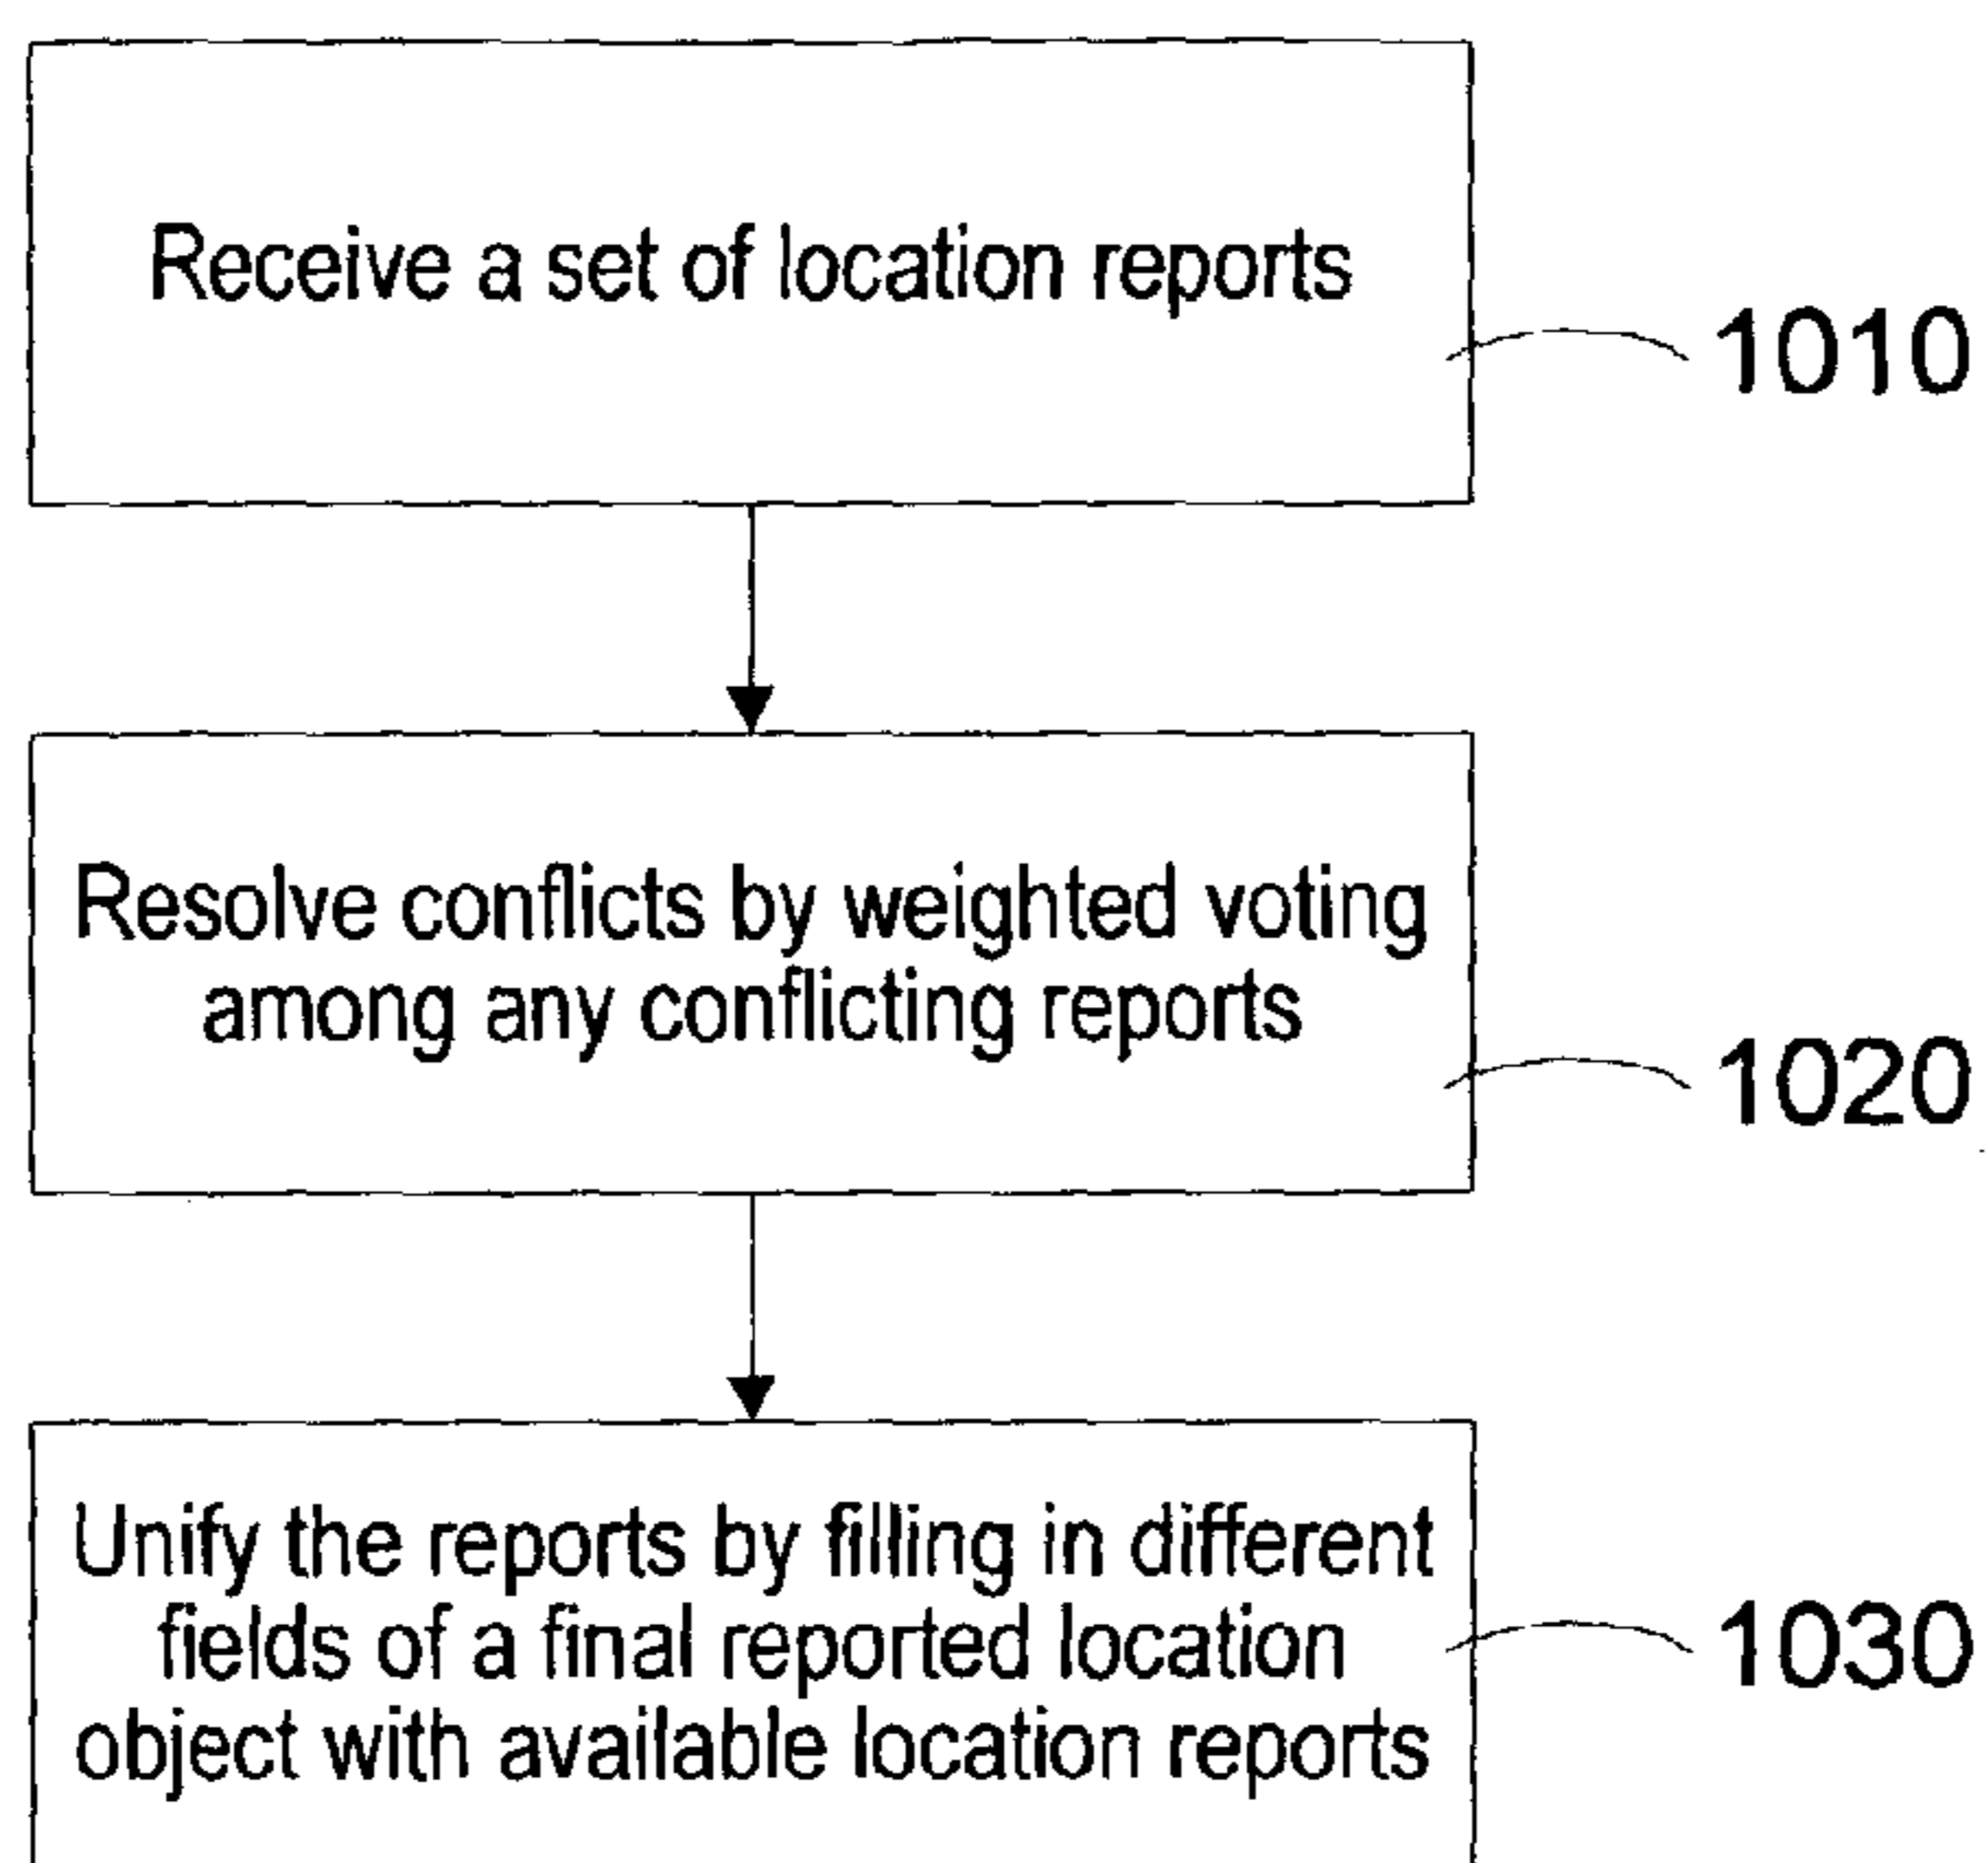 Receive a set of location reports
1010
Resolve conflicts by weighted voting
among any conflicting reports
1020
Unify the reports by filling in different
fields of a final reported location
object with available location reports
1030